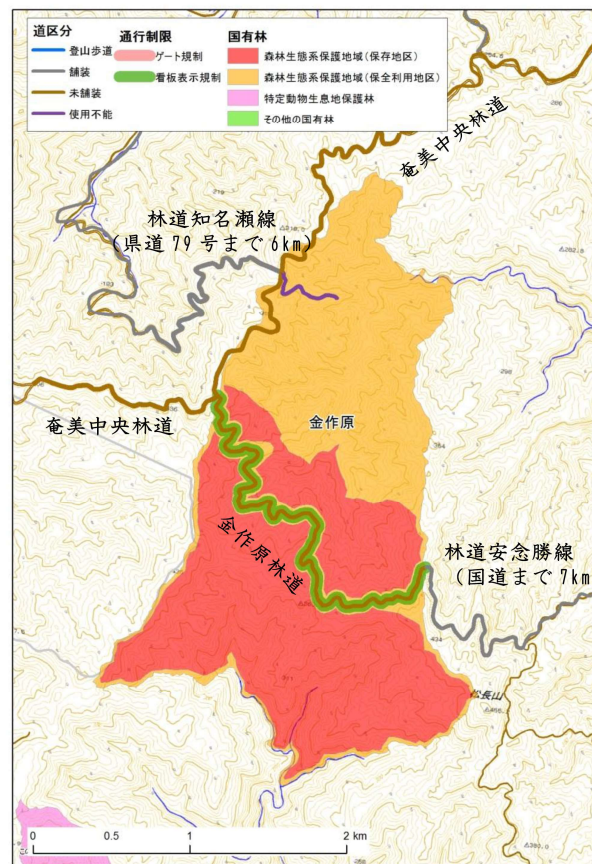 道区分
登山歩道
舗装
未舗装
使用不能
通行制限
ゲート規制
看板表示規制
国有林
森林生態系保護地域(保存地区)
森林生態系保護地域(保全利用地区)
特定動物生息地保護林
その他の国有林
奄美中央林道
林道知名瀬線
(県道79号まで6km)
奄美中央林道
金作原
金作原林道
林道安念勝線
(国道まで7km
松長山
0
0.5
1
2 km